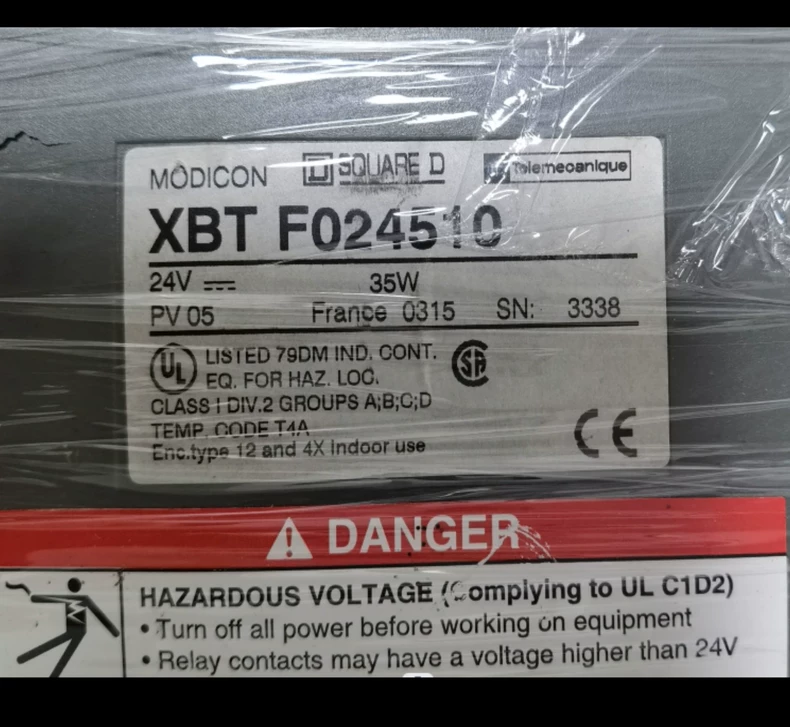 MODICON SQUARE D Telemecanique
XBT F024510
24V 35W
PV 05 France 0315 SN: 3338
UL LISTED 79DM IND. CONT. SA
EQ. FOR HAZ. LOC.
CLASS I DIV.2 GROUPS A;B;C;D
TEMP. CODE T4A
Enc.type 12 and 4X Indoor use
CE
DANGER
HAZARDOUS VOLTAGE (Complying to UL C1D2)
• Turn off all power before working on equipment
• Relay contacts may have a voltage higher than 24V